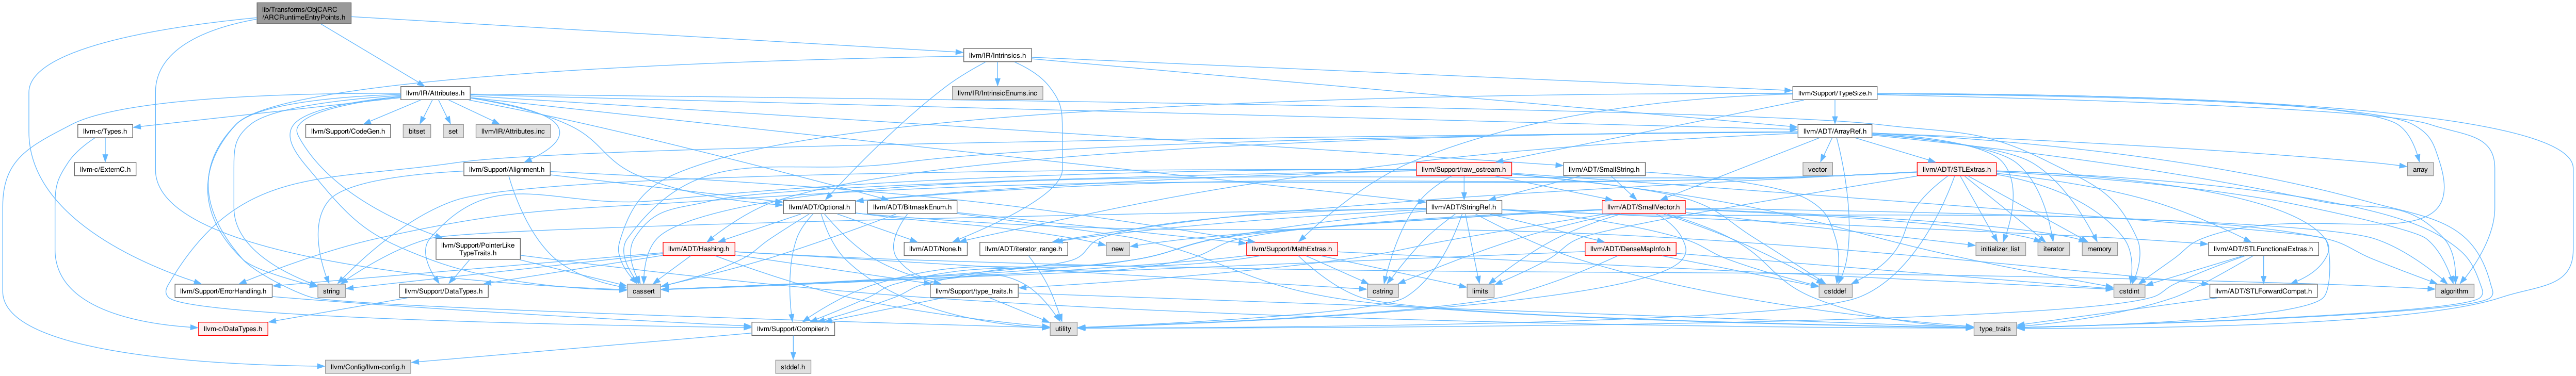 lib/Transforms/ObjCARC
/ARCRuntimeEntryPoints.h
llvm/IR/Intrinsics.h
llvm/IR/Attributes.h
llvm/IR/IntrinsicEnums.inc
llvm/Support/TypeSize.h
llvm-c/Types.h
llvm/Support/CodeGen.h
bitset
set
llvm/IR/Attributes.inc
llvm/ADT/ArrayRef.h
llvm-c/ExternC.h
llvm/Support/Alignment.h
llvm/Support/raw_ostream.h
llvm/ADT/SmallString.h
vector
llvm/ADT/STLExtras.h
array
llvm/ADT/Optional.h
llvm/ADT/BitmaskEnum.h
llvm/ADT/StringRef.h
llvm/ADT/SmallVector.h
llvm/Support/PointerLike
TypeTraits.h
llvm/ADT/Hashing.h
llvm/ADT/None.h
llvm/ADT/iterator_range.h
new
llvm/Support/MathExtras.h
llvm/ADT/DenseMapInfo.h
initializer_list
iterator
memory
llvm/ADT/STLFunctionalExtras.h
llvm/Support/ErrorHandling.h
string
llvm/Support/DataTypes.h
cassert
llvm/Support/type_traits.h
cstring
limits
cstddef
cstdint
llvm/ADT/STLForwardCompat.h
algorithm
llvm-c/DataTypes.h
llvm/Support/Compiler.h
utility
type_traits
llvm/Config/llvm-config.h
stddef.h